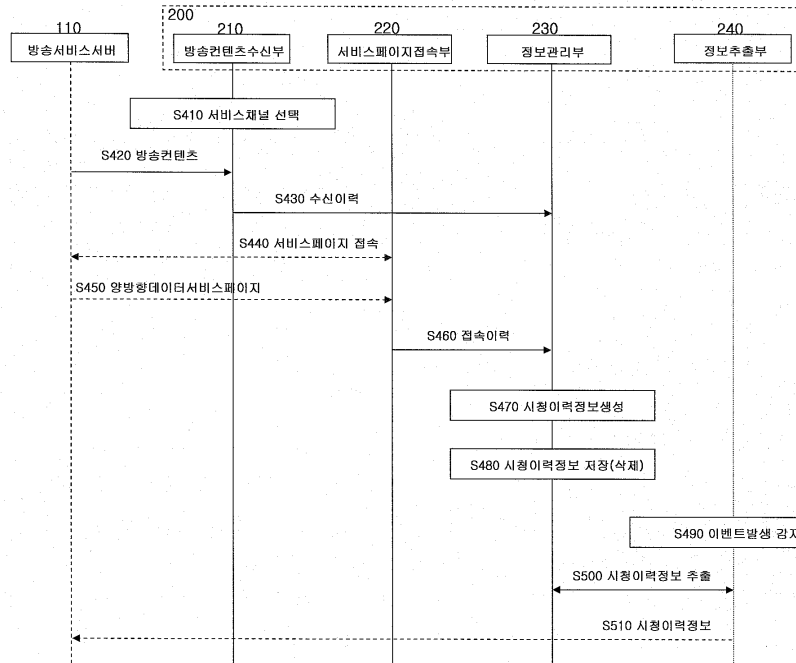 200
110
210
220
230
240
방송서비스서버
방송컨텐츠수신부
서비스페이지접속부
정보관리부
정보추출부
S410 서비스채널 선택
S420 방송컨텐츠
S430 수신이력
S440 서비스페이지 접속
S450 양방향데이터서비스페이지
S460 접속이력
S470 시청이력정보생성
S480 시청이력정보 저장(삭제)
S490 이벤트발생 감지
S500 시청이력정보 추출
S510 시청이력정보